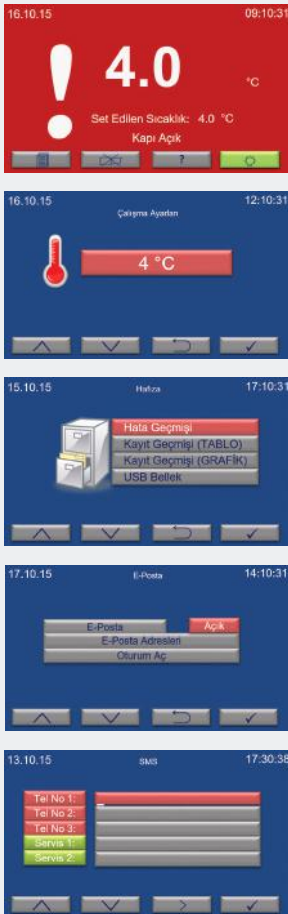 16.10.15 09:10:31
4.0 °C
Set Edilen Sıcaklık: 4.0 °C
Kapı Açık
?
16.10.15 12:10:31
Çalışma Ayarları
4 °C
15.10.15 17:10:31
Hafıza
Hata Geçmişi
Kayıt Geçmişi (TABLO)
Kayıt Geçmişi (GRAFİK)
USB Bellek
17.10.15 14:10:31
E-Posta
E-Posta Açık
E-Posta Adresleri
Oturum Aç
13.10.15 17:30:38
SMS
Tel No 1:
Tel No 2:
Tel No 3:
Servis 1:
Servis 2: